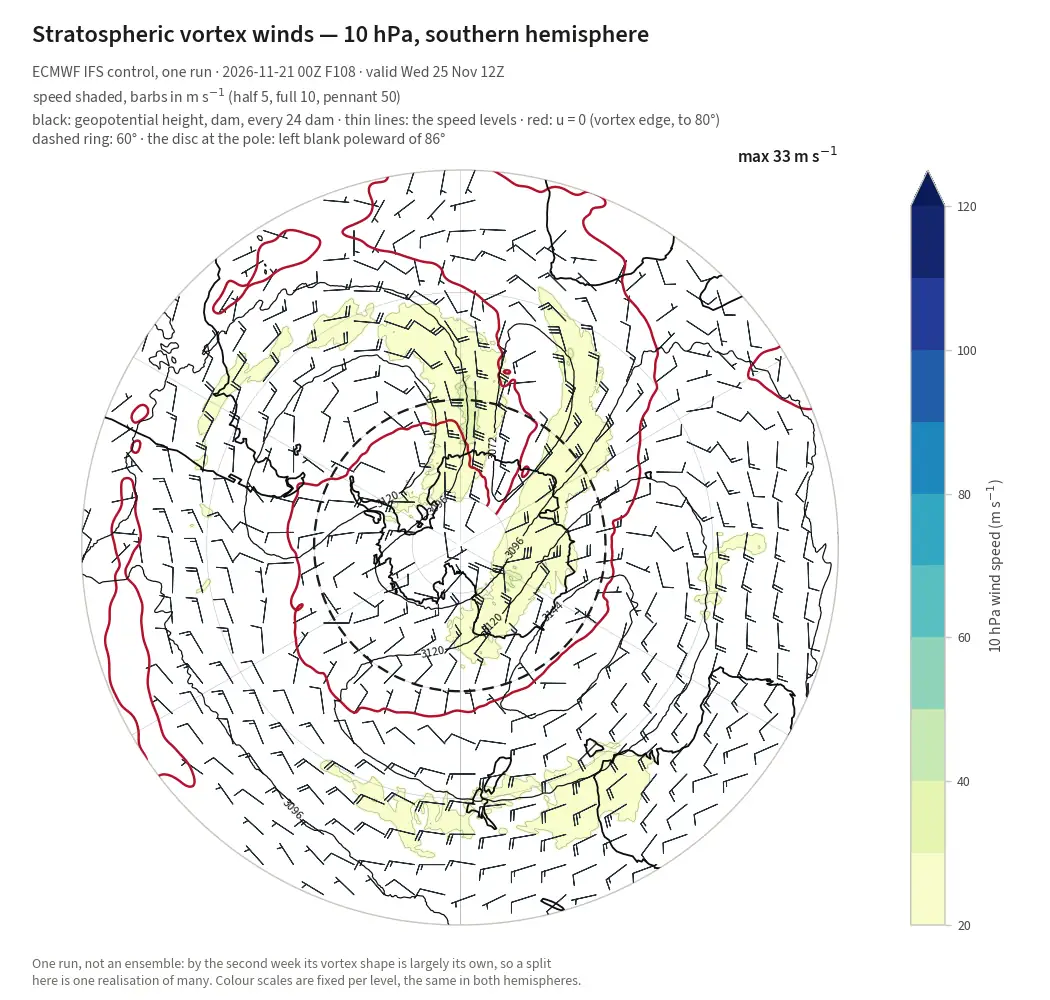 Stratospheric vortex winds — 10 hPa, southern hemisphere
ECMWF IFS control, one run · 2026-11-21 00Z F108 · valid Wed 25 Nov 12Z
speed shaded, barbs in m s⁻¹ (half 5, full 10, pennant 50)
black: geopotential height, dam, every 24 dam · thin lines: the speed levels · red: u = 0 (vortex edge, to 80°)
dashed ring: 60° · the disc at the pole: left blank poleward of 86°
max 33 m s⁻¹
120
100
80
60
40
20
10 hPa wind speed (m s⁻¹)
3072
3120
3096
3096
3144
3120
3120
3096
One run, not an ensemble: by the second week its vortex shape is largely its own, so a split
here is one realisation of many. Colour scales are fixed per level, the same in both hemispheres.